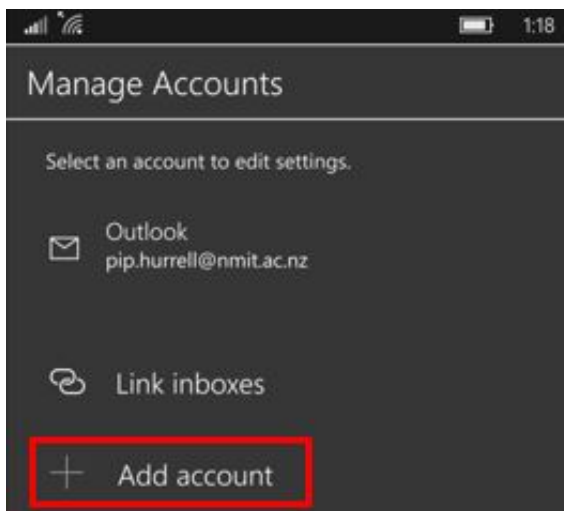 1:18
Manage Accounts
Select an account to edit settings.
Outlook
pip.hurrell@nmit.ac.nz
Link inboxes
Add account